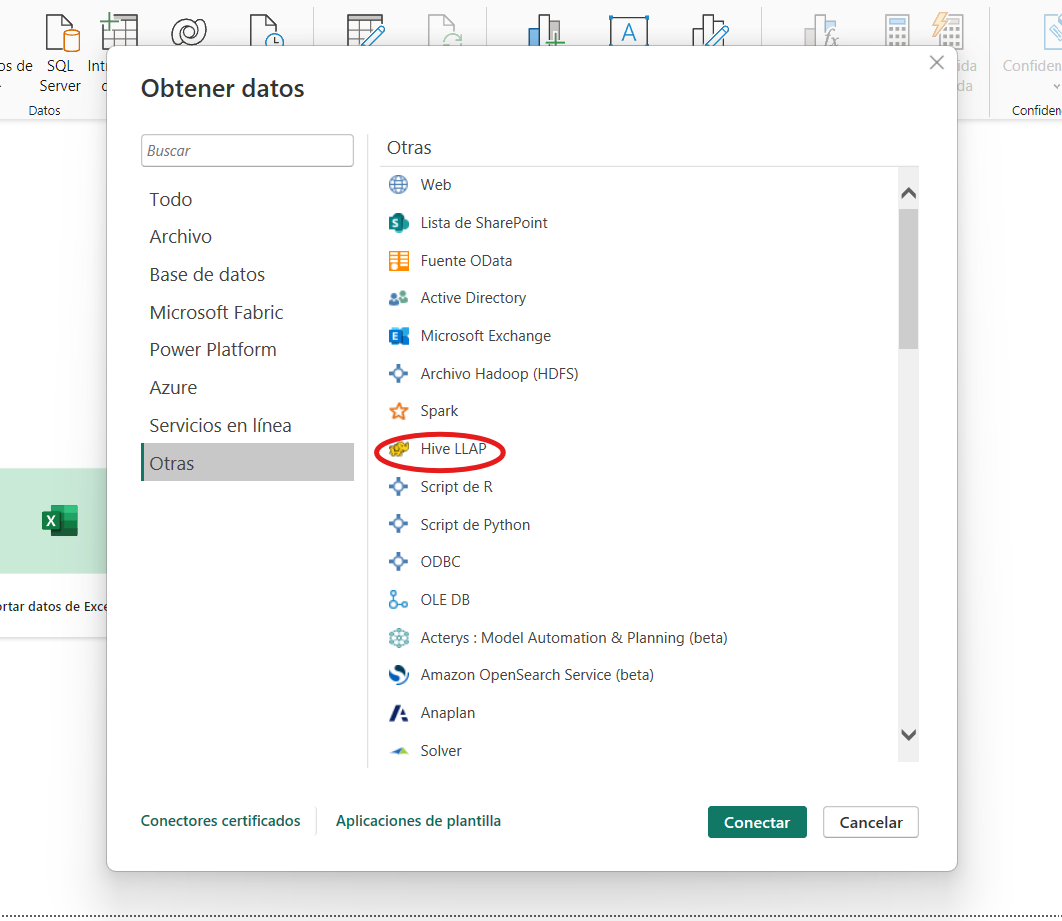 os de
SQL
Server
Datos
ida
da
Confiden
Confiden
Obtener datos
Buscar
Todo
Archivo
Base de datos
Microsoft Fabric
Power Platform
Azure
Servicios en línea
Otras
Otras
Web
Lista de SharePoint
Fuente OData
Active Directory
Microsoft Exchange
Archivo Hadoop (HDFS)
Spark
Hive LLAP
Script de R
Script de Python
ODBC
OLE DB
Acterys : Model Automation & Planning (beta)
Amazon OpenSearch Service (beta)
Anaplan
Solver
rtar datos de Exce
Conectores certificados
Aplicaciones de plantilla
Conectar
Cancelar